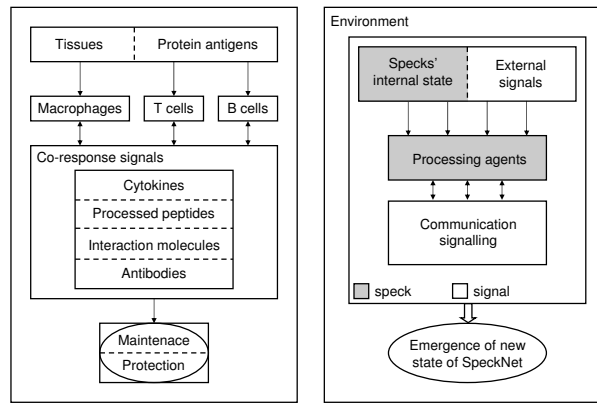 Tissues
Protein antigens
Macrophages
T cells
B cells
Co-response signals
Cytokines
Processed peptides
Interaction molecules
Antibodies
Maintenace
Protection
Environment
Specks'
internal state
External
signals
Processing agents
Communication
signalling
speck
signal
Emergence of new
state of SpeckNet